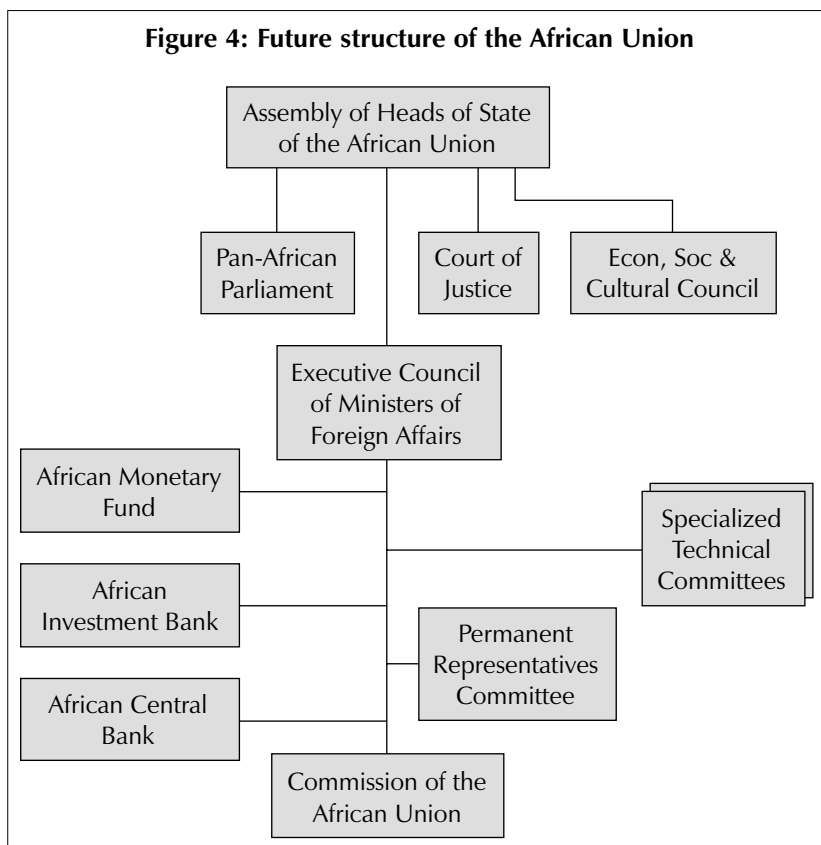 Figure 4: Future structure of the African Union
Assembly of Heads of State
of the African Union
Pan-African
Parliament
Court of
Justice
Econ, Soc &
Cultural Council
Executive Council
of Ministers of
Foreign Affairs
African Monetary
Fund
Specialized
Technical
Committees
African
Investment Bank
Permanent
Representatives
Committee
African Central
Bank
Commission of the
African Union